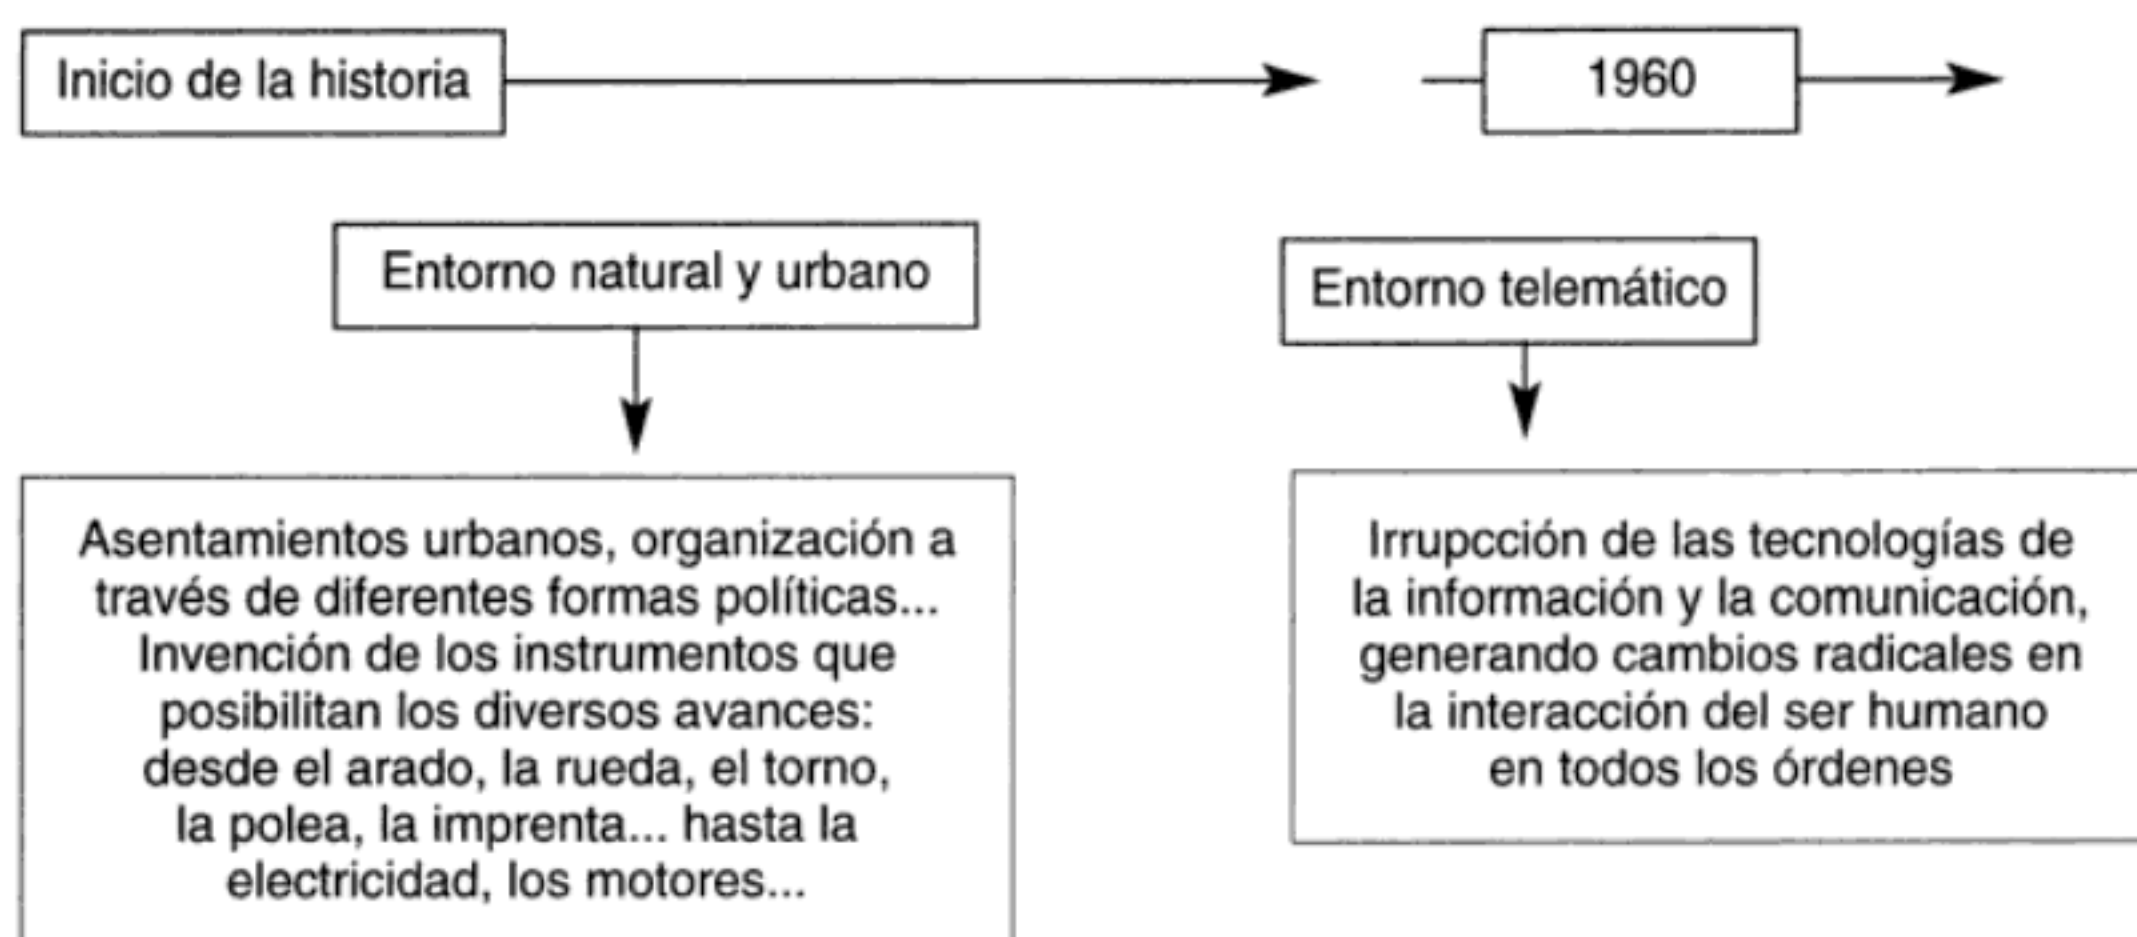 Inicio de la historia
1960
Entorno natural y urbano
Entorno telemático
Asentamientos urbanos, organización a
través de diferentes formas políticas...
Invención de los instrumentos que
posibilitan los diversos avances:
desde el arado, la rueda, el torno,
la polea, la imprenta... hasta la
electricidad, los motores...
Irrupcción de las tecnologías de
la información y la comunicación,
generando cambios radicales en
la interacción del ser humano
en todos los órdenes